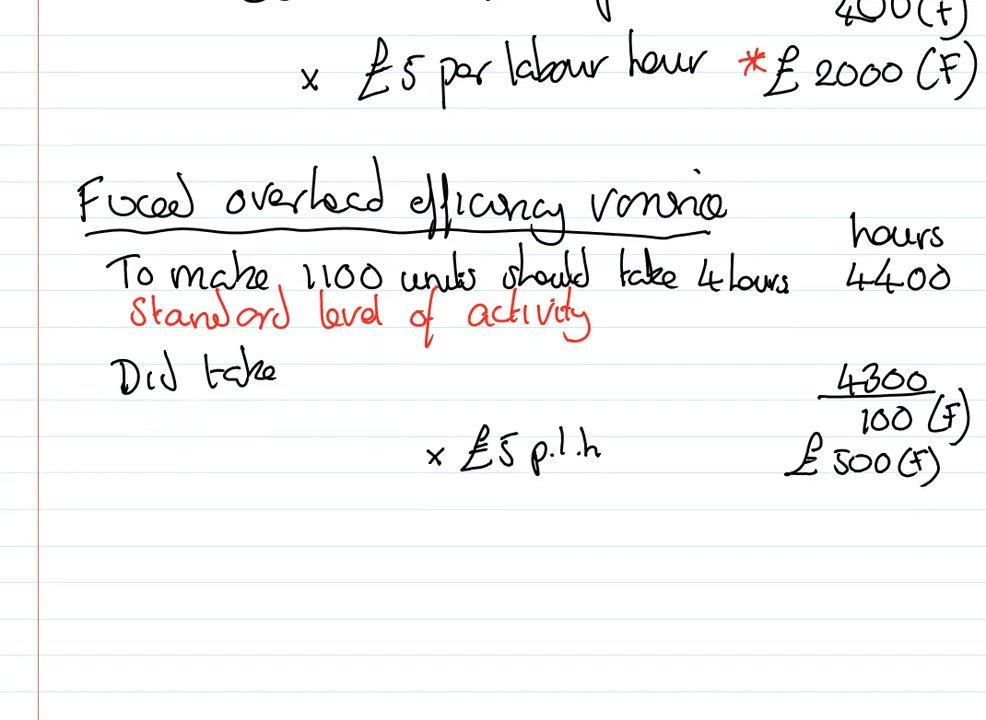 400 (F)
x £5 per labour hour *£2000 (F)
Fixed overhead efficiency variance
hours
To make 1100 units should take 4 hours 4400
Standard level of activity
Did take 4300
100 (F)
x £5 p.l.h £500 (F)